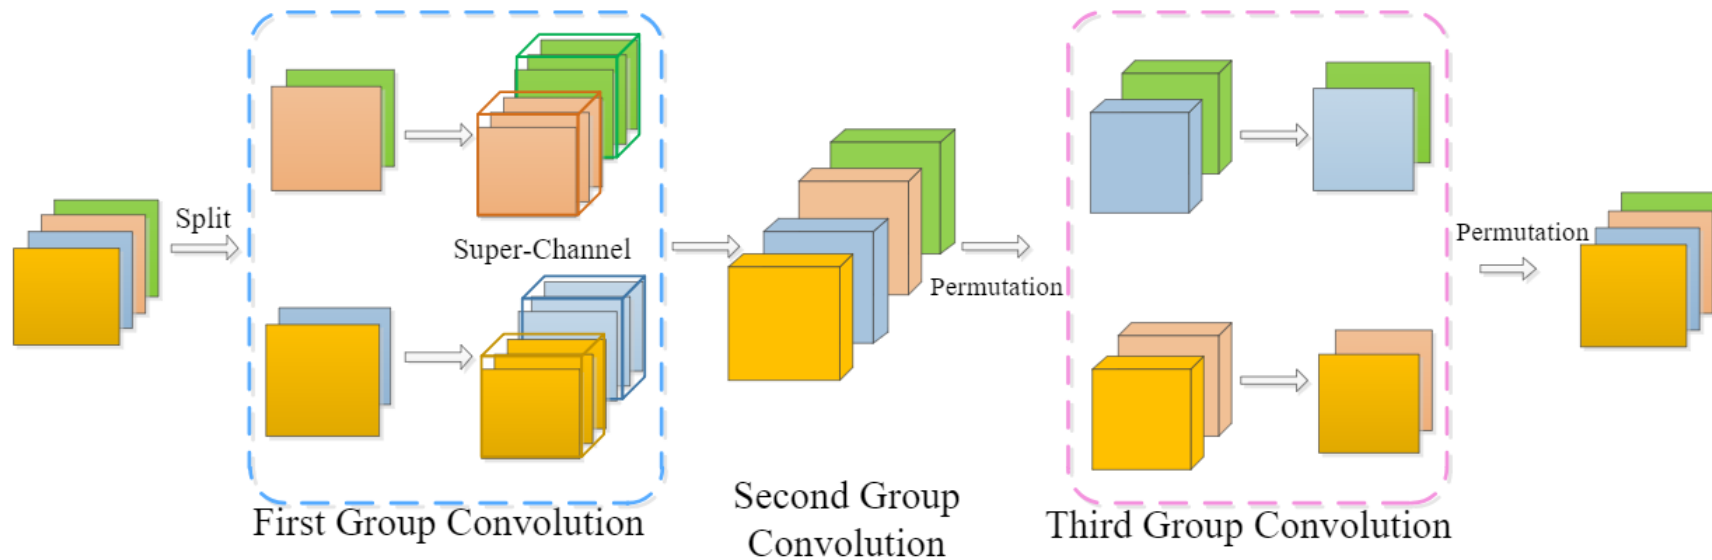 Split
Super-Channel
First Group Convolution
Second Group
Convolution
Permutation
Third Group Convolution
Permutation